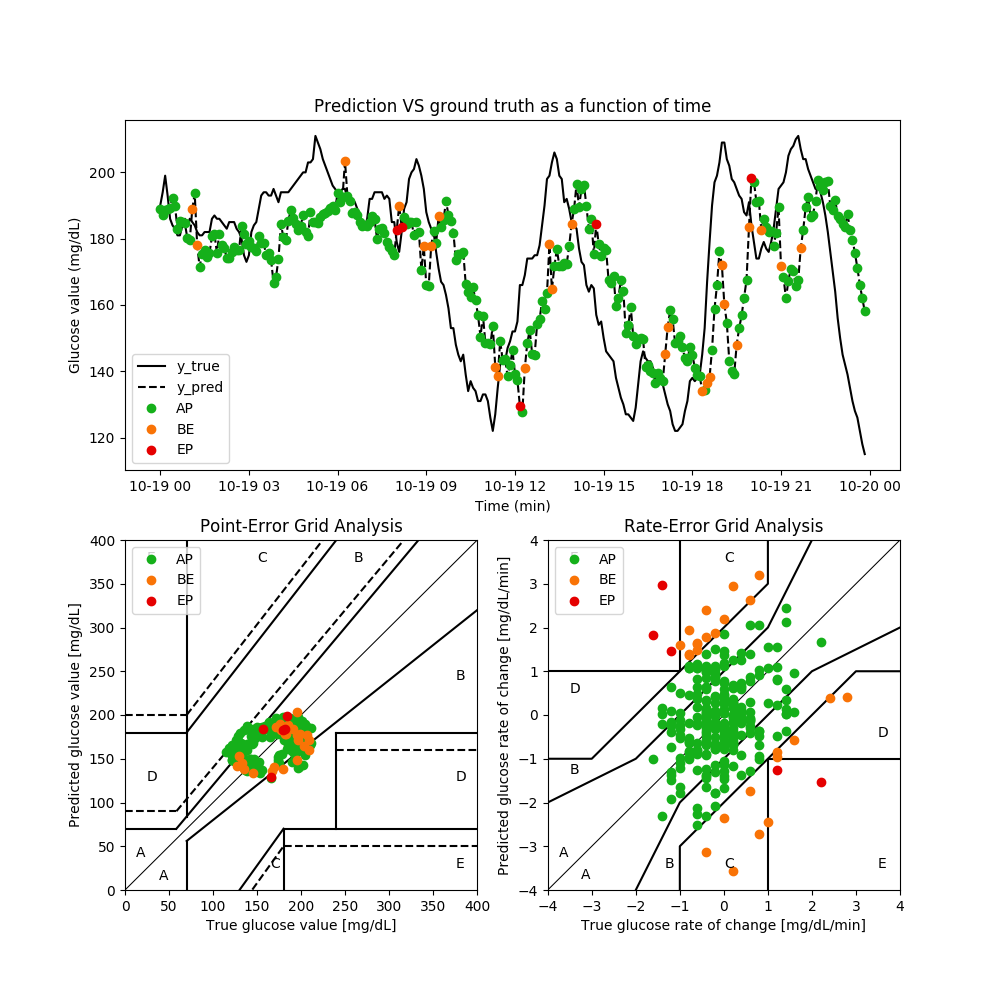 Prediction VS ground truth as a function of time
Glucose value (mg/dL)
200
180
160
140
120
y_true
y_pred
AP
BE
EP
10-19 00 10-19 03 10-19 06 10-19 09 10-19 12 10-19 15 10-19 18 10-19 21 10-20 00
Time (min)
Point-Error Grid Analysis
Predicted glucose value [mg/dL]
400
350
300
250
200
150
100
50
0
AP
BE
EP
C
B
B
D
D
A
A
C
E
0 50 100 150 200 250 300 350 400
True glucose value [mg/dL]
Rate-Error Grid Analysis
Predicted glucose rate of change [mg/dL/min]
4
3
2
1
0
−1
−2
−3
−4
AP
BE
EP
C
D
D
B
A
A
B
C
E
−4 −3 −2 −1 0 1 2 3 4
True glucose rate of change [mg/dL/min]